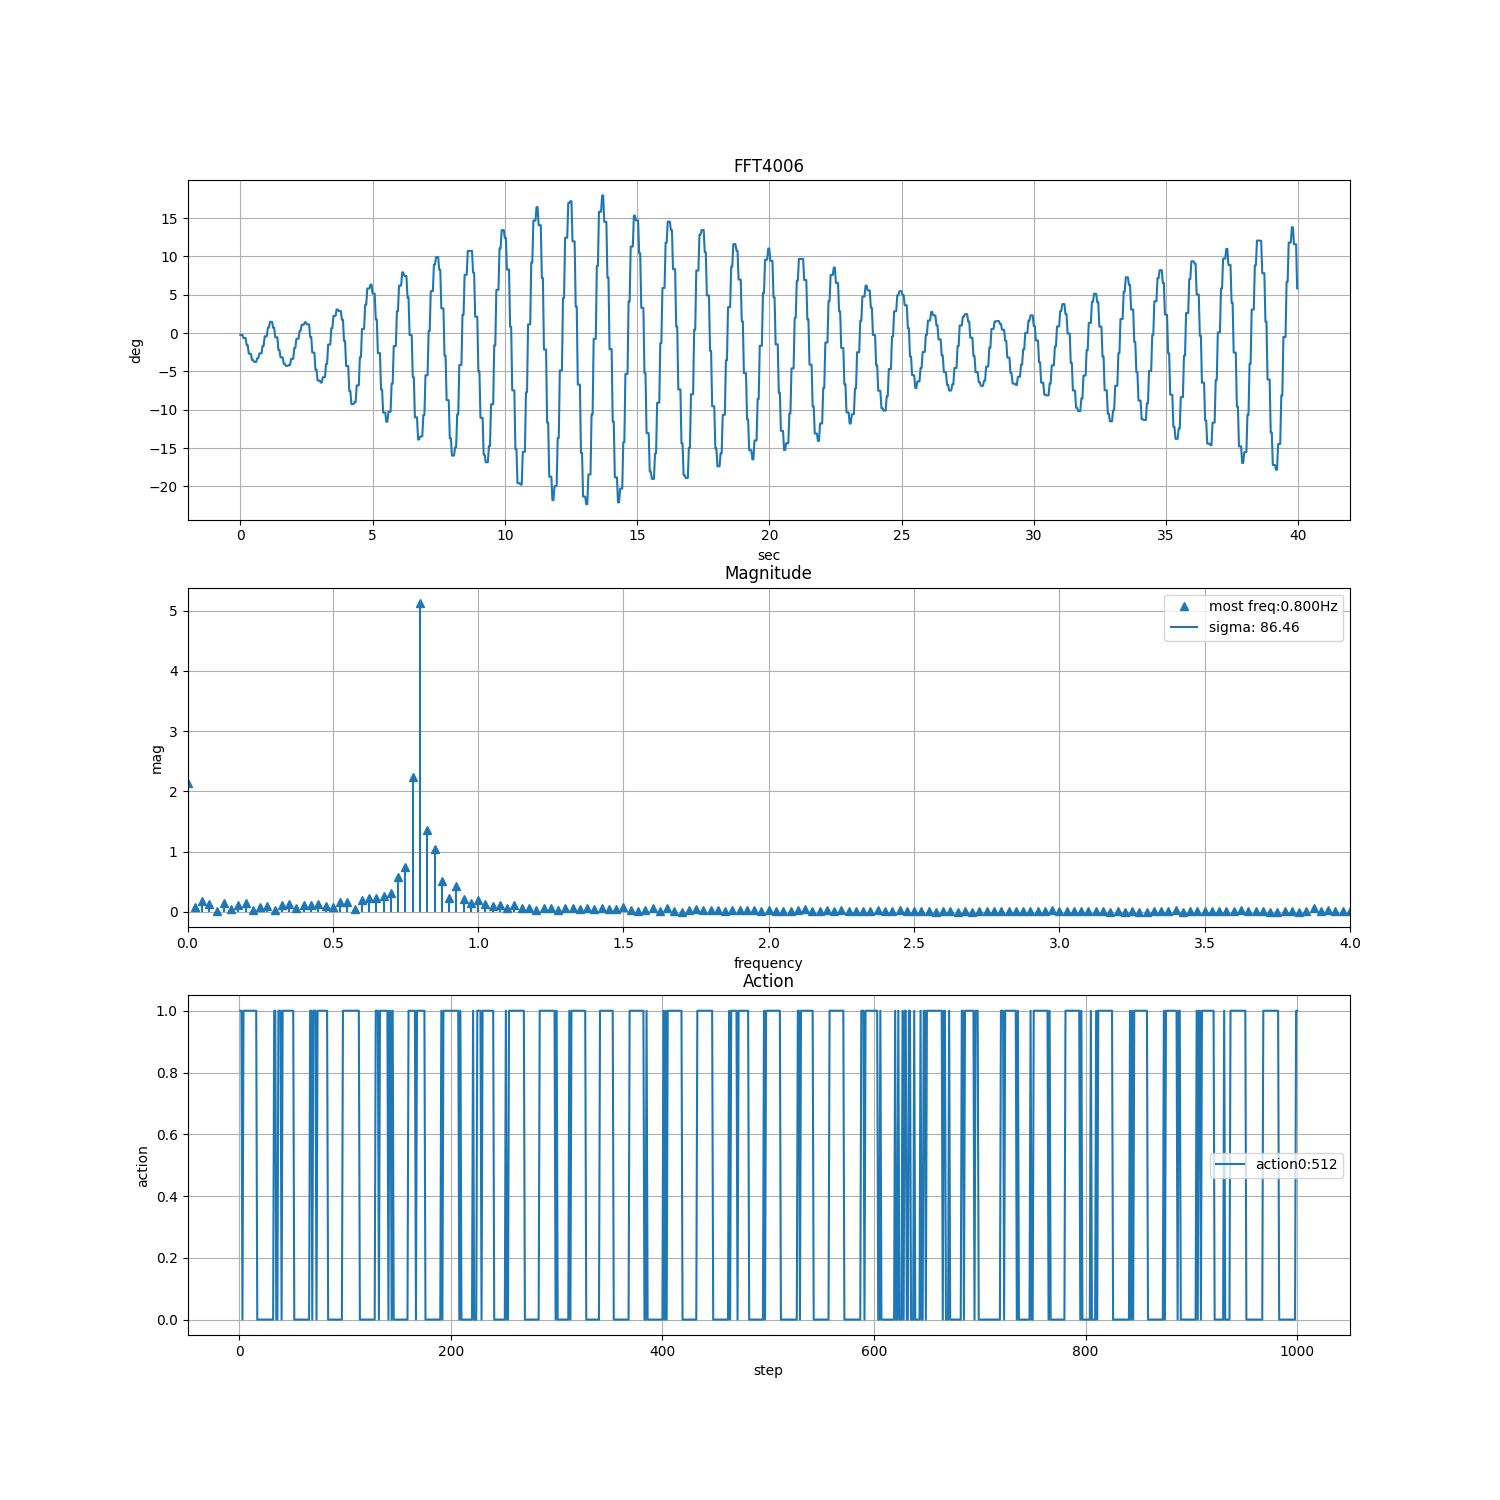 FFT4006
15
10
5
0
−5
−10
−15
−20
deg
0 5 10 15 20 25 30 35 40
sec
Magnitude
most freq:0.800Hz
sigma: 86.46
5
4
3
2
1
0
mag
0.0 0.5 1.0 1.5 2.0 2.5 3.0 3.5 4.0
frequency
Action
1.0
0.8
0.6
0.4
0.2
0.0
action
action0:512
0 200 400 600 800 1000
step